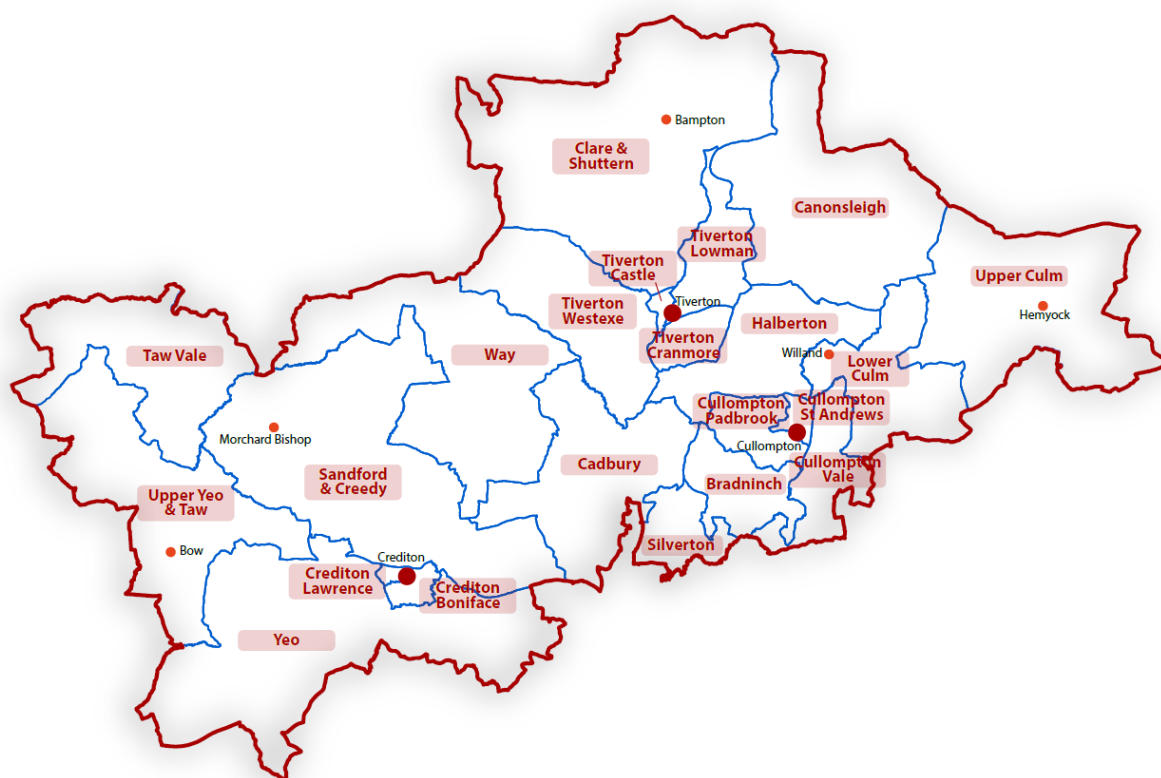 Bampton
Clare &
Shuttern
Canonsleigh
Tiverton
Lowman
Tiverton
Castle
Upper Culm
Tiverton
Westexe
Tiverton
Hemyock
Halberton
Tiverton
Cranmore
Way
Taw Vale
Willand
Lower
Culm
Cullompton
Padbrook
Cullompton
St Andrews
Morchard Bishop
Cullompton
Cadbury
Cullompton
Vale
Sandford
& Creedy
Bradninch
Upper Yeo
& Taw
Silverton
Bow
Crediton
Crediton
Lawrence
Crediton
Boniface
Yeo